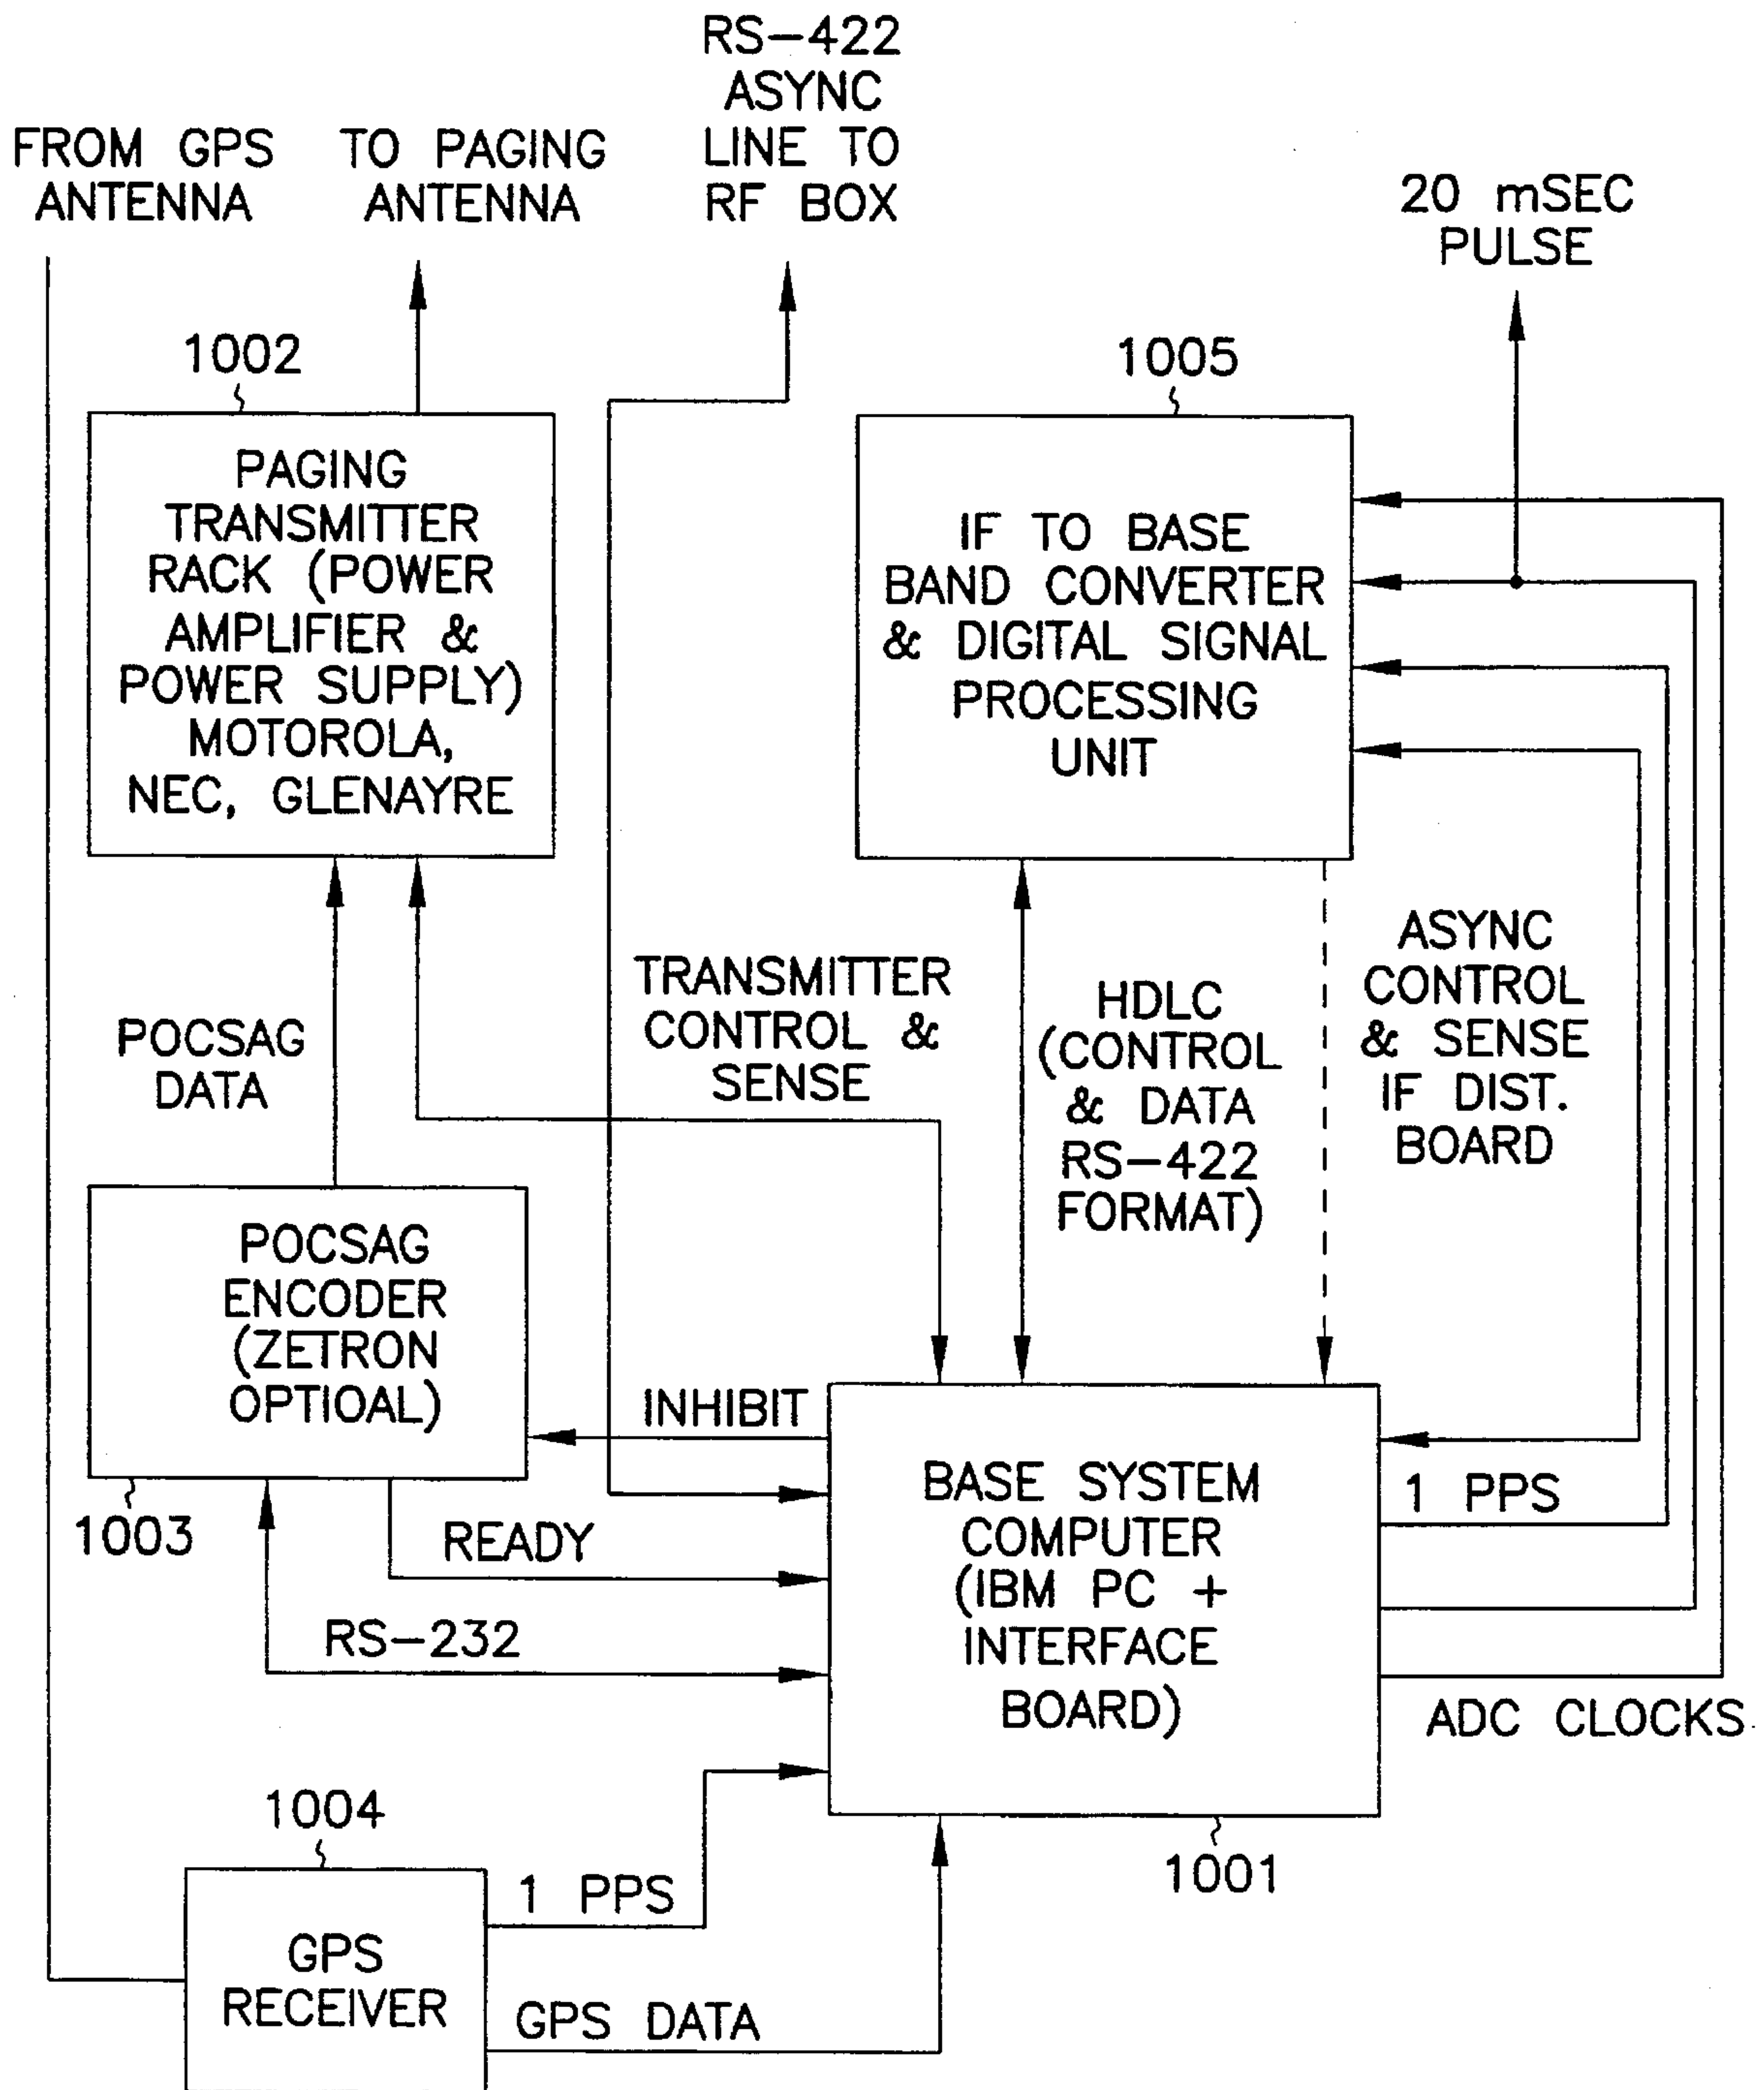 RS-422
ASYNC
LINE TO
RF BOX
FROM GPS
ANTENNA
TO PAGING
ANTENNA
20 mSEC
PULSE
1002
1005
PAGING
TRANSMITTER
RACK (POWER
AMPLIFIER &
POWER SUPPLY)
MOTOROLA,
NEC, GLENAYRE
IF TO BASE
BAND CONVERTER
& DIGITAL SIGNAL
PROCESSING
UNIT
POCSAG
DATA
TRANSMITTER
CONTROL &
SENSE
HDLC
(CONTROL
& DATA
RS-422
FORMAT)
ASYNC
CONTROL
& SENSE
IF DIST.
BOARD
POCSAG
ENCODER
(ZETRON
OPTIOAL)
1003
INHIBIT
READY
RS-232
BASE SYSTEM
COMPUTER
(IBM PC +
INTERFACE
BOARD)
1 PPS
ADC CLOCKS
1001
1004
GPS
RECEIVER
1 PPS
GPS DATA